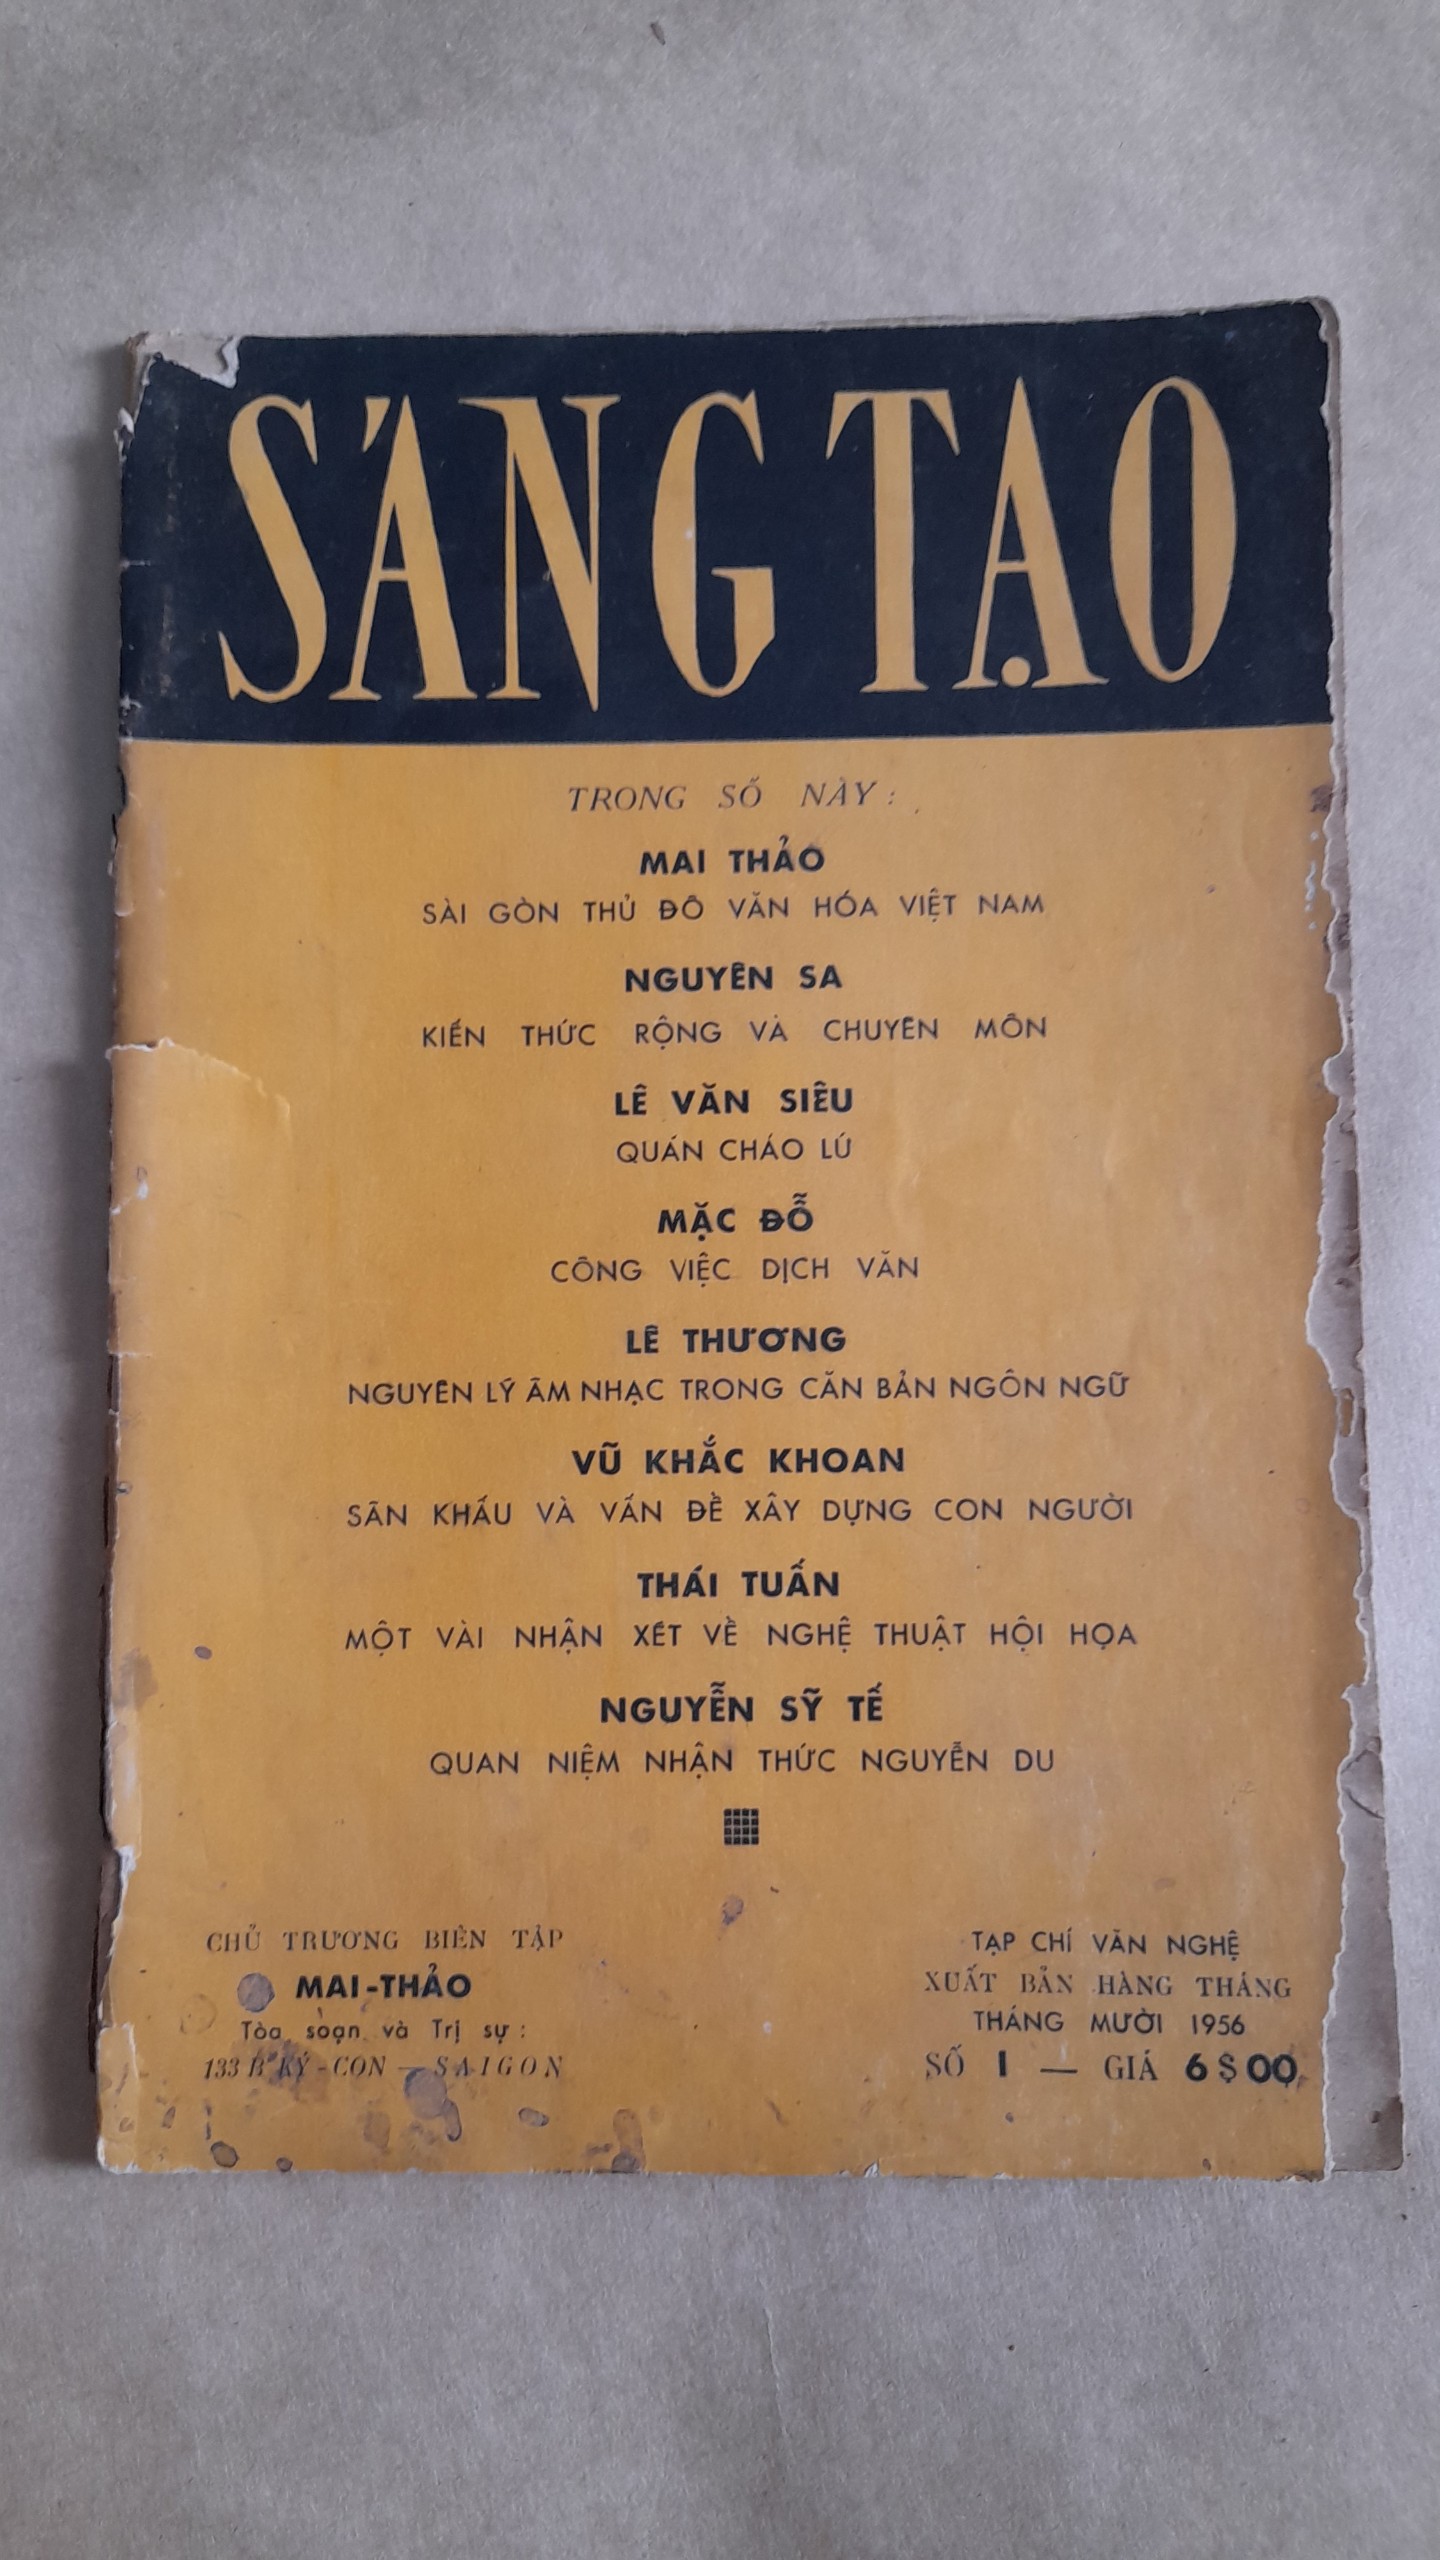 SÁNG TẠO
TRONG SỐ NÀY :
MAI THẢO
SÀI GÒN THỦ ĐÔ VĂN HÓA VIỆT NAM
NGUYÊN SA
KIẾN THỨC RỘNG VÀ CHUYÊN MÔN
LÊ VĂN SIÊU
QUÁN CHÁO LÚ
MẶC ĐỖ
CÔNG VIỆC DỊCH VĂN
LÊ THƯƠNG
NGUYÊN LÝ ÂM NHẠC TRONG CĂN BẢN NGÔN NGỮ
VŨ KHẮC KHOAN
SÂN KHẤU VÀ VẤN ĐỀ XÂY DỰNG CON NGƯỜI
THÁI TUẤN
MỘT VÀI NHẬN XÉT VỀ NGHỆ THUẬT HỘI HỌA
NGUYỄN SỸ TẾ
QUAN NIỆM NHẬN THỨC NGUYỄN DU
CHỦ TRƯƠNG BIÊN TẬP
MAI-THẢO
Tòa soạn và Trị sự :
133 B KÝ-CON — SAIGON
TẠP CHÍ VĂN NGHỆ
XUẤT BẢN HÀNG THÁNG
THÁNG MƯỜI 1956
SỐ 1 — GIÁ 6$00